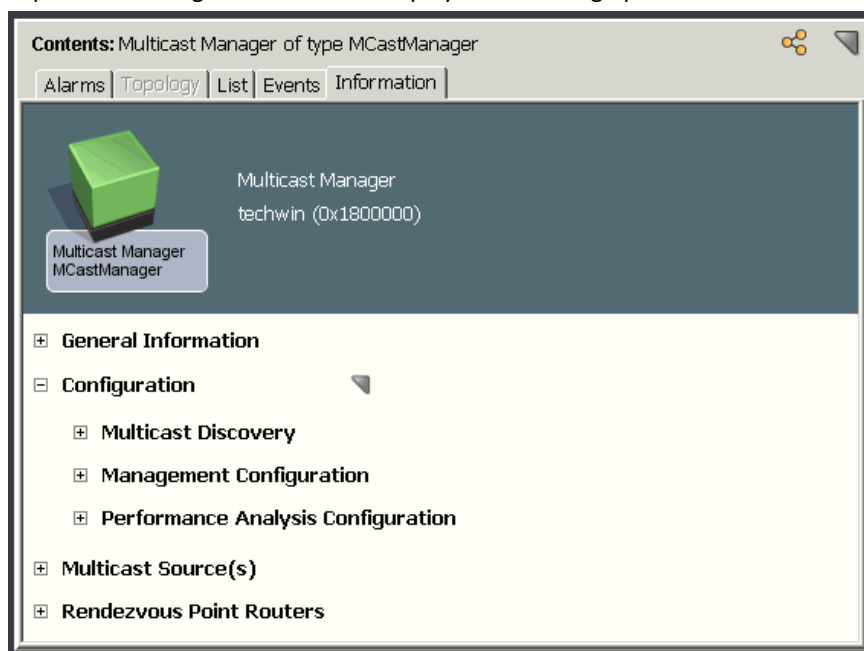 Contents: Multicast Manager of type MCastManager
Alarms Topology List Events Information
Multicast Manager
techwin (0x1800000)
Multicast Manager
MCastManager
General Information
Configuration
Multicast Discovery
Management Configuration
Performance Analysis Configuration
Multicast Source(s)
Rendezvous Point Routers